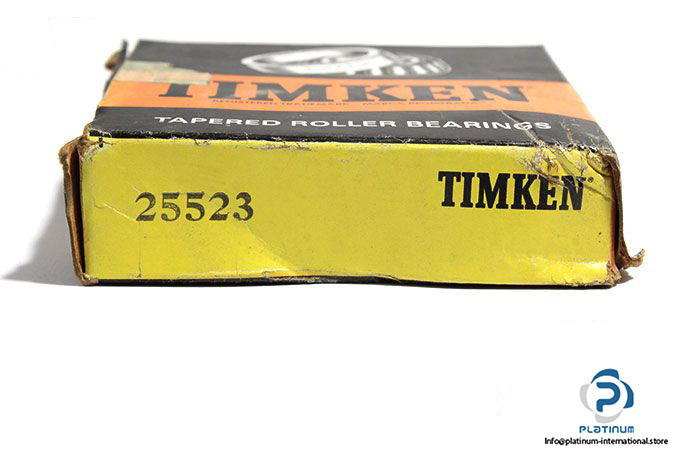 TIMKEN
REGISTERED TRADEMARK
TAPERED ROLLER BEARINGS
25523
TIMKEN
PLATINUM
Info@platinum-international.store